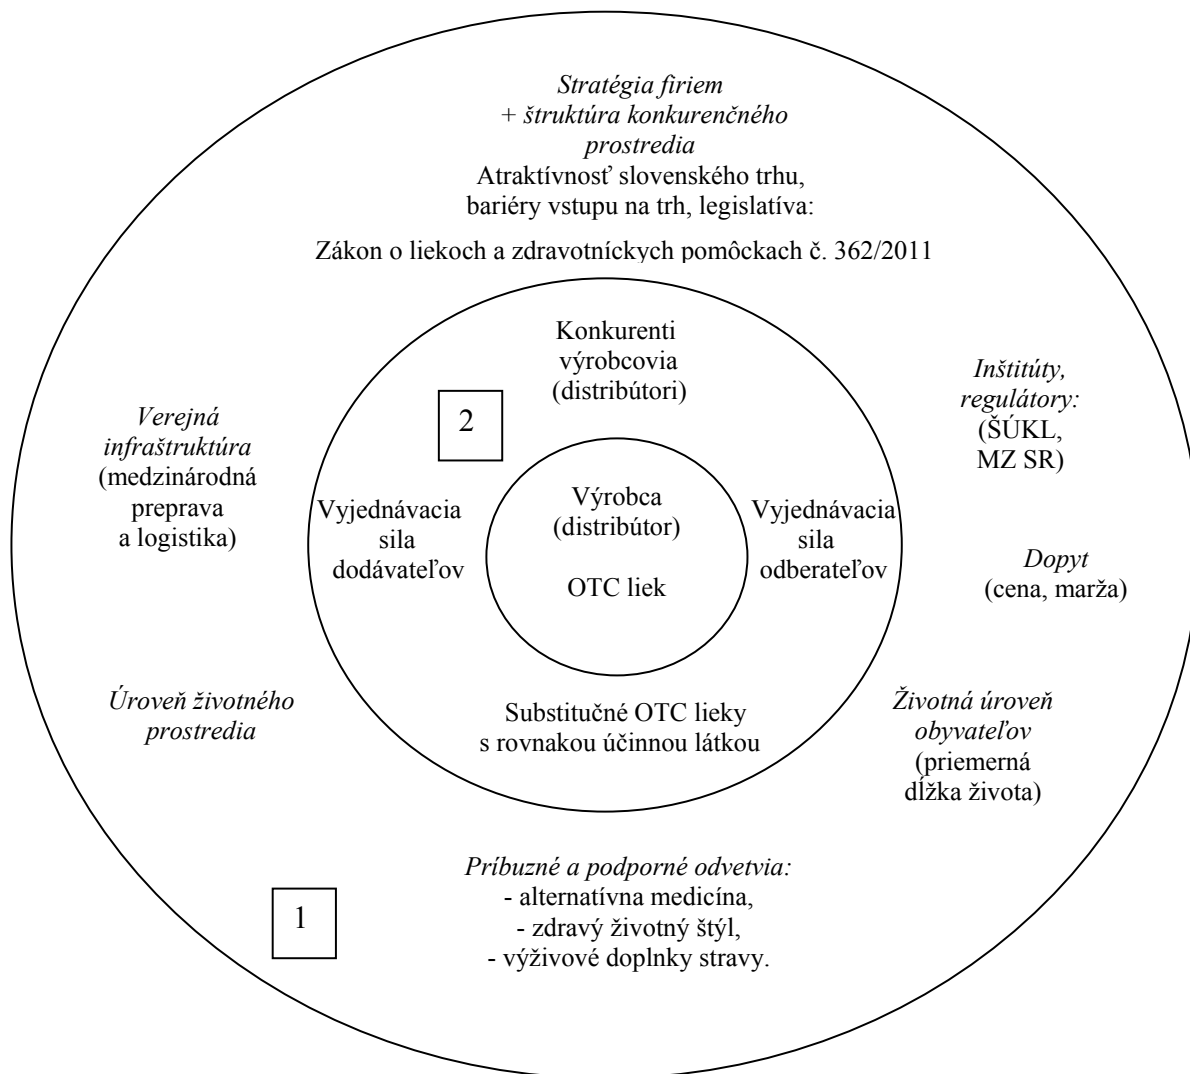 Stratégia firiem
+ štruktúra konkurenčného
prostredia
Atraktívnosť slovenského trhu,
bariéry vstupu na trh, legislatíva:
Zákon o liekoch a zdravotníckych pomôckach č. 362/2011
Konkurenti
výrobcovia
(distribútori)
2
Inštitúty,
regulátory:
(ŠÚKL,
MZ SR)
Verejná
infraštruktúra
(medzinárodná
preprava
a logistika)
Vyjednávacia
sila
dodávateľov
Výrobca
(distribútor)
OTC liek
Vyjednávacia
sila
odberateľov
Dopyt
(cena, marža)
Úroveň životného
prostredia
Substitučné OTC lieky
s rovnakou účinnou látkou
Životná úroveň
obyvateľov
(priemerná
dĺžka života)
1
Príbuzné a podporné odvetvia:
- alternatívna medicína,
- zdravý životný štýl,
- výživové doplnky stravy.